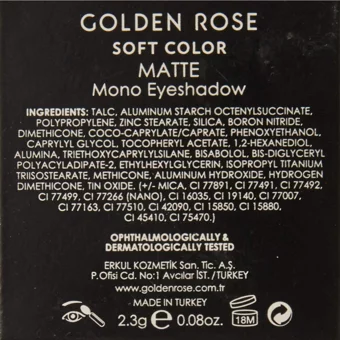 GOLDEN ROSE
SOFT COLOR
MATTE
Mono Eyeshadow
INGREDIENTS: TALC, ALUMINUM STARCH OCTENYLSUCCINATE,
POLYPROPYLENE, ZINC STEARATE, SILICA, BORON NITRIDE,
DIMETHICONE, COCO-CAPRYLATE/CAPRATE, PHENOXYETHANOL,
CAPRYLYL GLYCOL, TOCOPHERYL ACETATE, 1,2-HEXANEDIOL,
ALUMINA, TRIETHOXYCAPRYLYLSILANE, BISABOLOL, BIS-DIGLYCERYL
POLYACYLADIPATE-2, ETHYLHEXYLGLYCERIN, ISOPROPYL TITANIUM
TRIISOSTEARATE, METHICONE, ALUMINUM HYDROXIDE, HYDROGEN
DIMETHICONE, TIN OXIDE. (+/- MICA, CI 77891, CI 77491, CI 77492,
CI 77499, CI 77266 (NANO), CI 16035, CI 19140, CI 77007,
CI 77163, CI 77510, CI 42090, CI 15850, CI 15880,
CI 45410, CI 75470.)
OPHTHALMOLOGICALLY &
DERMATOLOGICALLY TESTED
ERKUL KOZMETİK San. Tic. A.Ş.
P. Ofisi Cd. No:1 Avcılar İST. /TURKEY
www.goldenrose.com.tr
MADE IN TURKEY
2.3g e 0.08oz.
18M